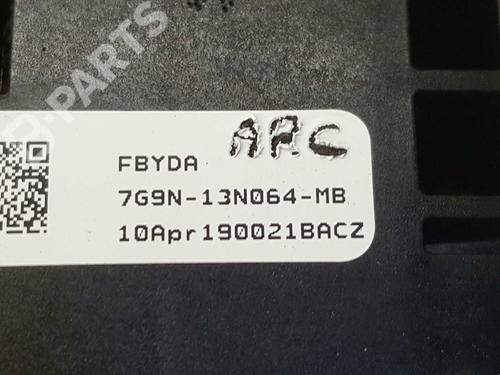 B-PARTS
ARC
FBYDA
7G9N-13N064-MB
10Apr190021BACZ